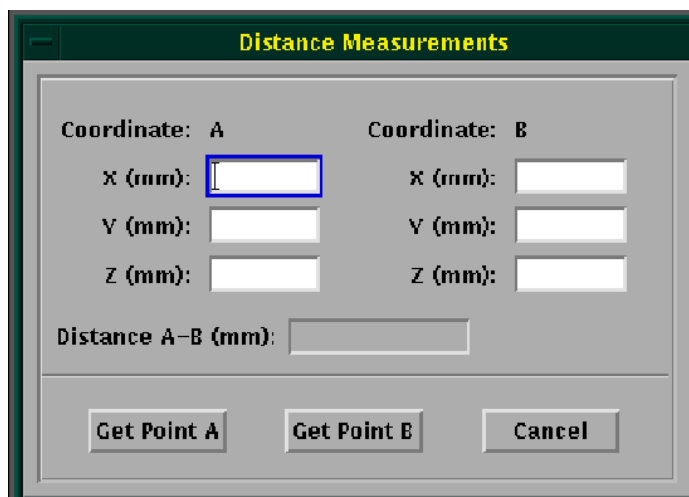 Distance Measurements
Coordinate: A Coordinate: B
X (mm): X (mm):
Y (mm): Y (mm):
Z (mm): Z (mm):
Distance A-B (mm):
Get Point A Get Point B Cancel